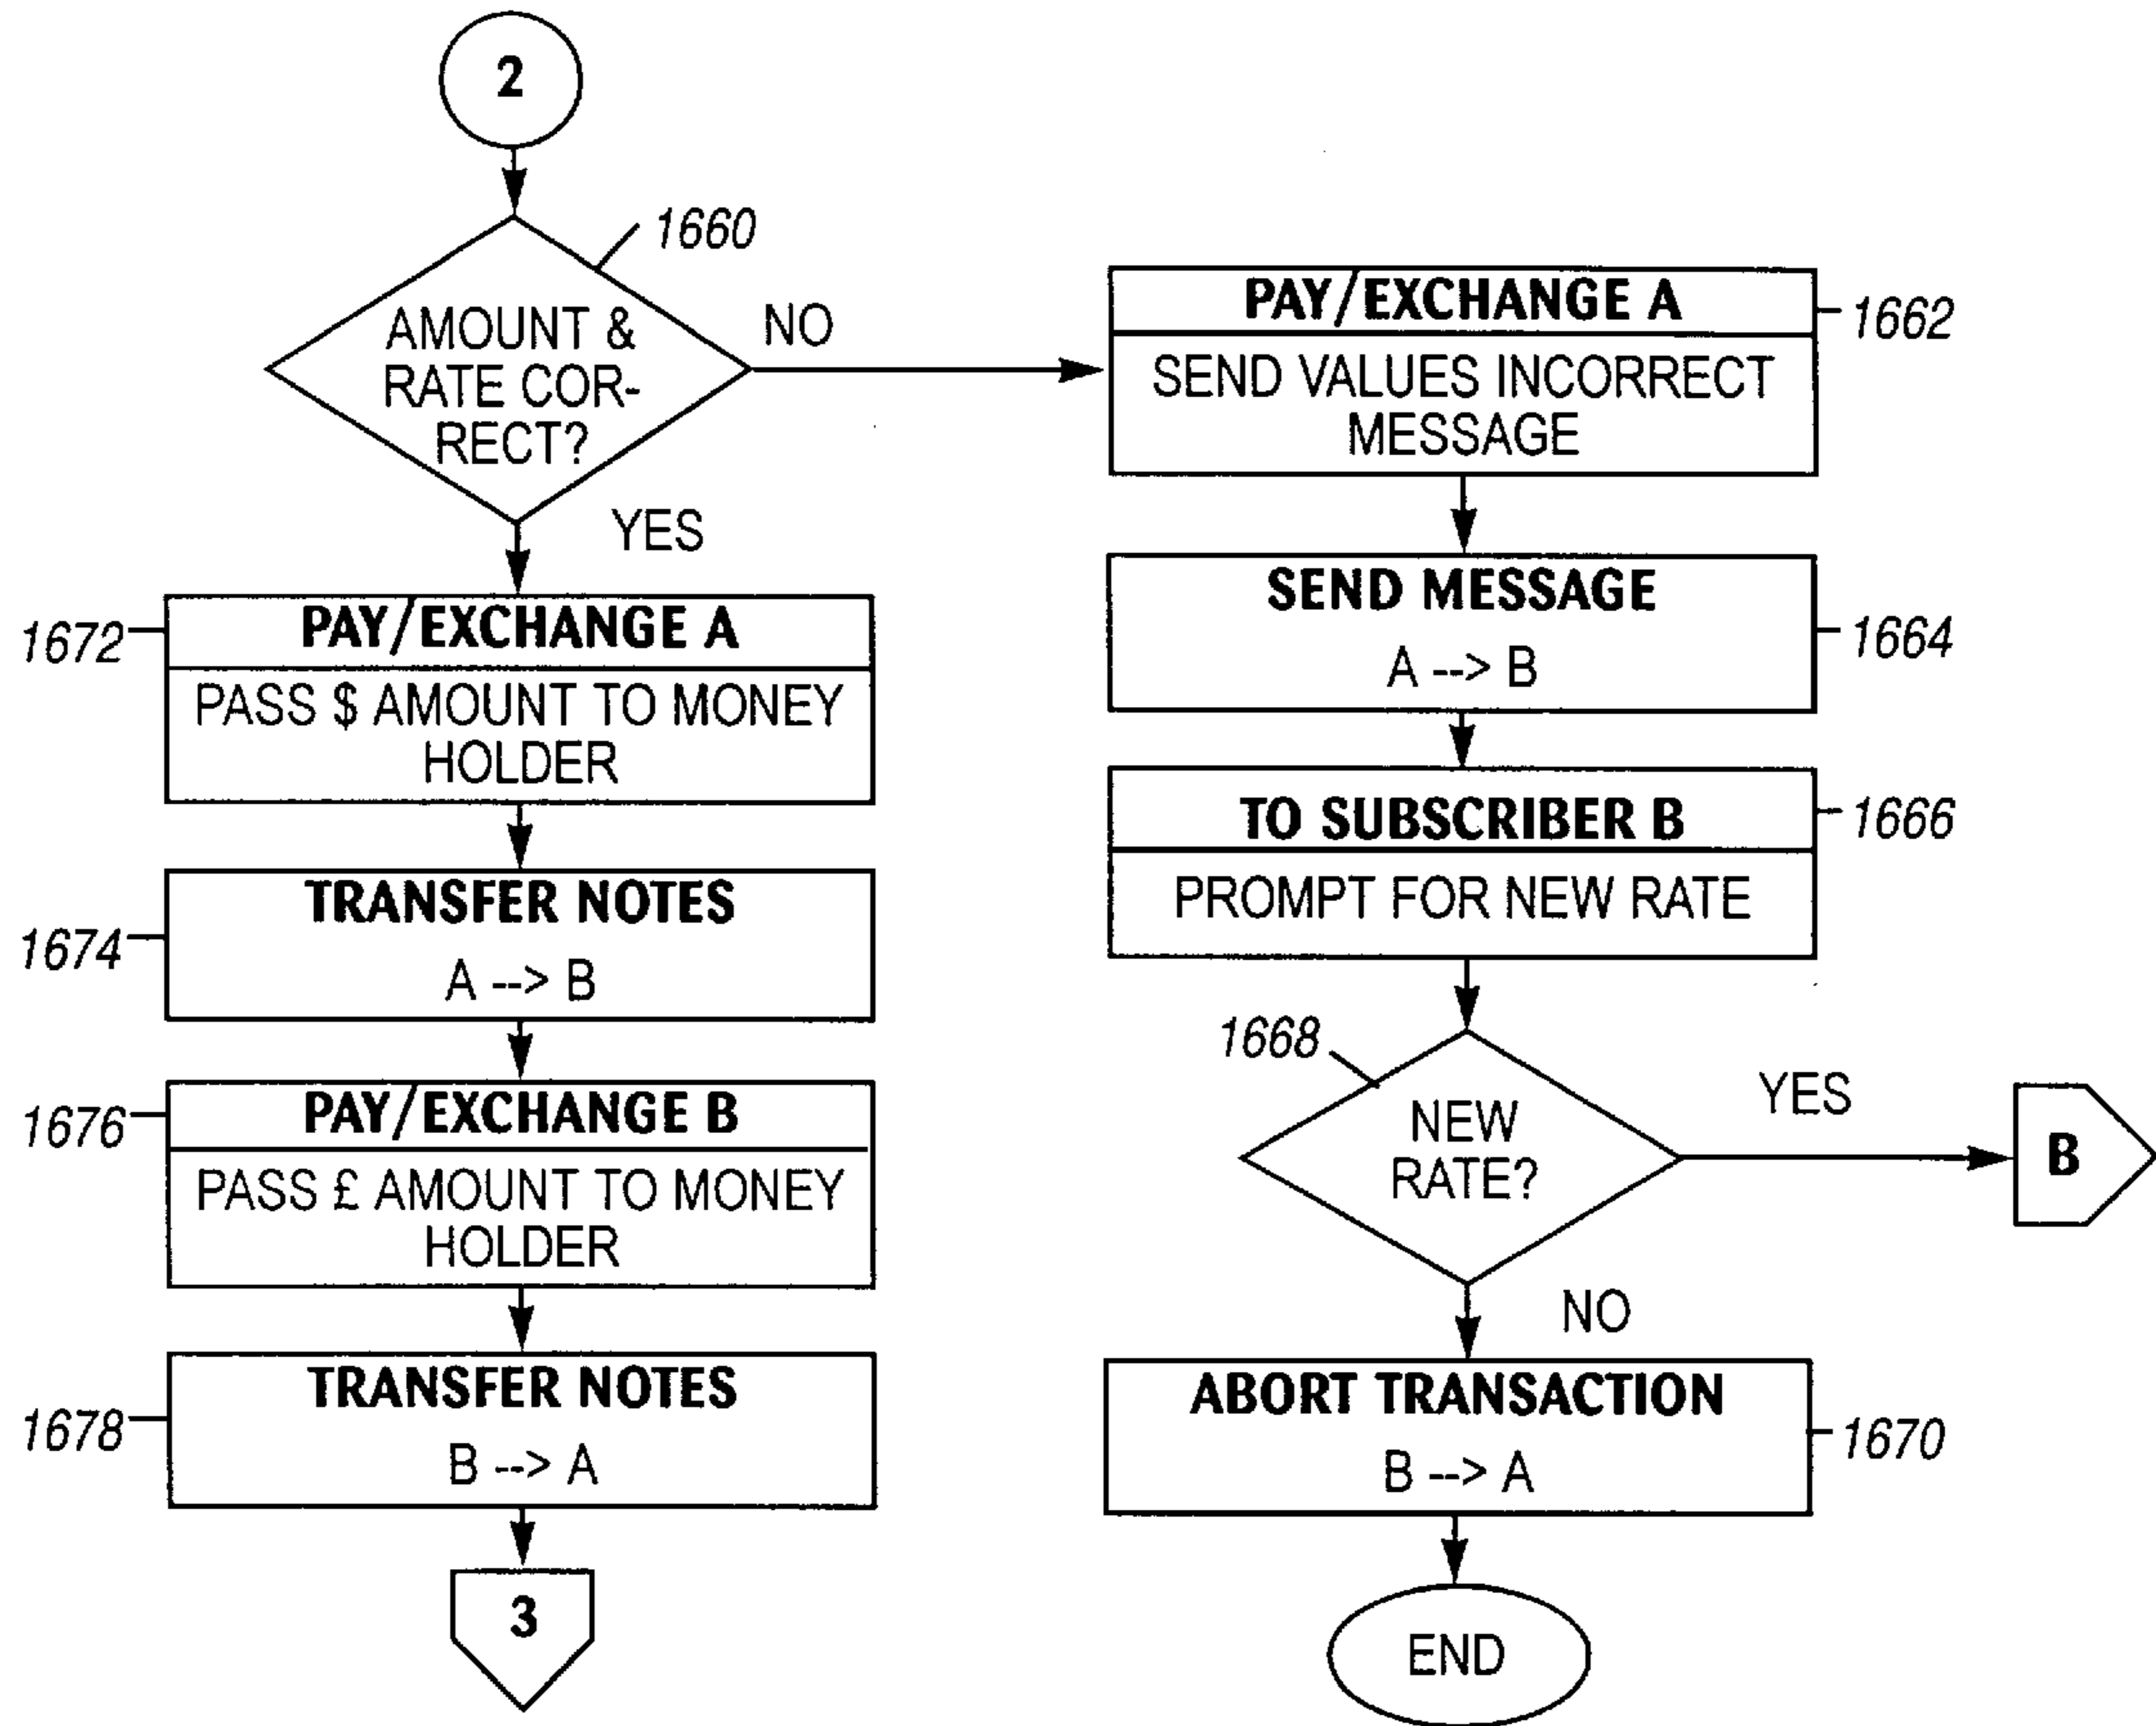 2
1660
AMOUNT &
RATE COR-
RECT?
NO
YES
1672
PAY/EXCHANGE A
PASS $ AMOUNT TO MONEY
HOLDER
1674
TRANSFER NOTES
A --> B
1676
PAY/EXCHANGE B
PASS £ AMOUNT TO MONEY
HOLDER
1678
TRANSFER NOTES
B --> A
3
PAY/EXCHANGE A
1662
SEND VALUES INCORRECT
MESSAGE
SEND MESSAGE
1664
A --> B
TO SUBSCRIBER B
1666
PROMPT FOR NEW RATE
1668
NEW
RATE?
YES
B
NO
ABORT TRANSACTION
1670
B --> A
END